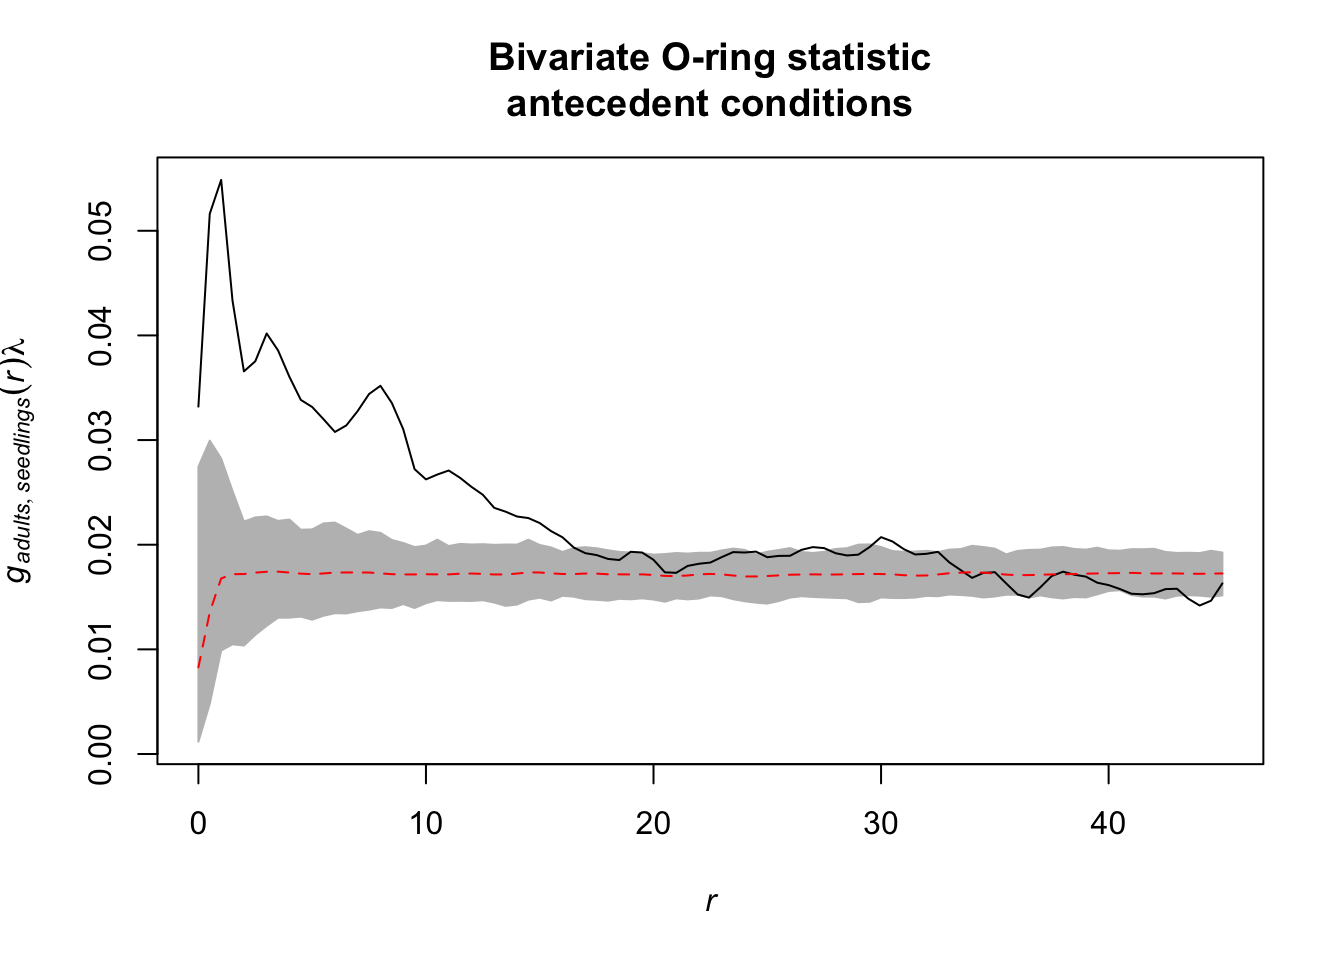 Bivariate O-ring statistic
antecedent conditions
g adults, seedlings (r)λ
0.05
0.04
0.03
0.02
0.01
0.00
0 10 20 30 40
r